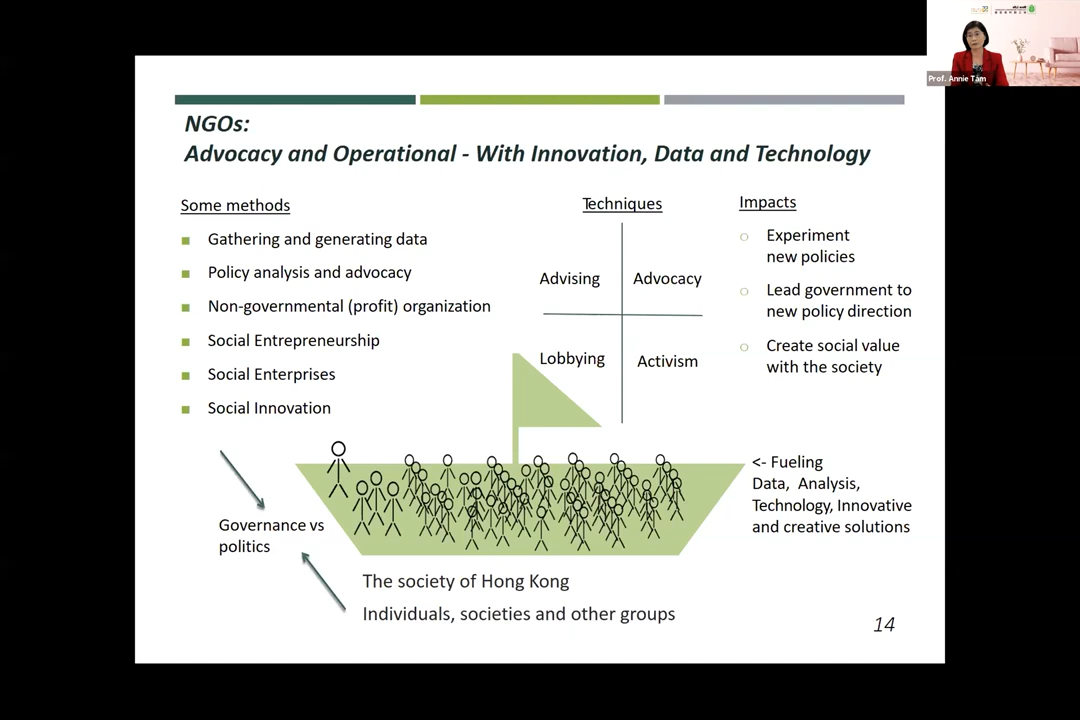 NGOs:
Advocacy and Operational - With Innovation, Data and Technology
Some methods
Gathering and generating data
Policy analysis and advocacy
Non-governmental (profit) organization
Social Entrepreneurship
Social Enterprises
Social Innovation
Techniques
Advising
Advocacy
Lobbying
Activism
Impacts
Experiment
new policies
Lead government to
new policy direction
Create social value
with the society
<- Fueling
Data, Analysis,
Technology, Innovative
and creative solutions
Governance vs
politics
The society of Hong Kong
Individuals, societies and other groups
14
Prof. Annie Tam